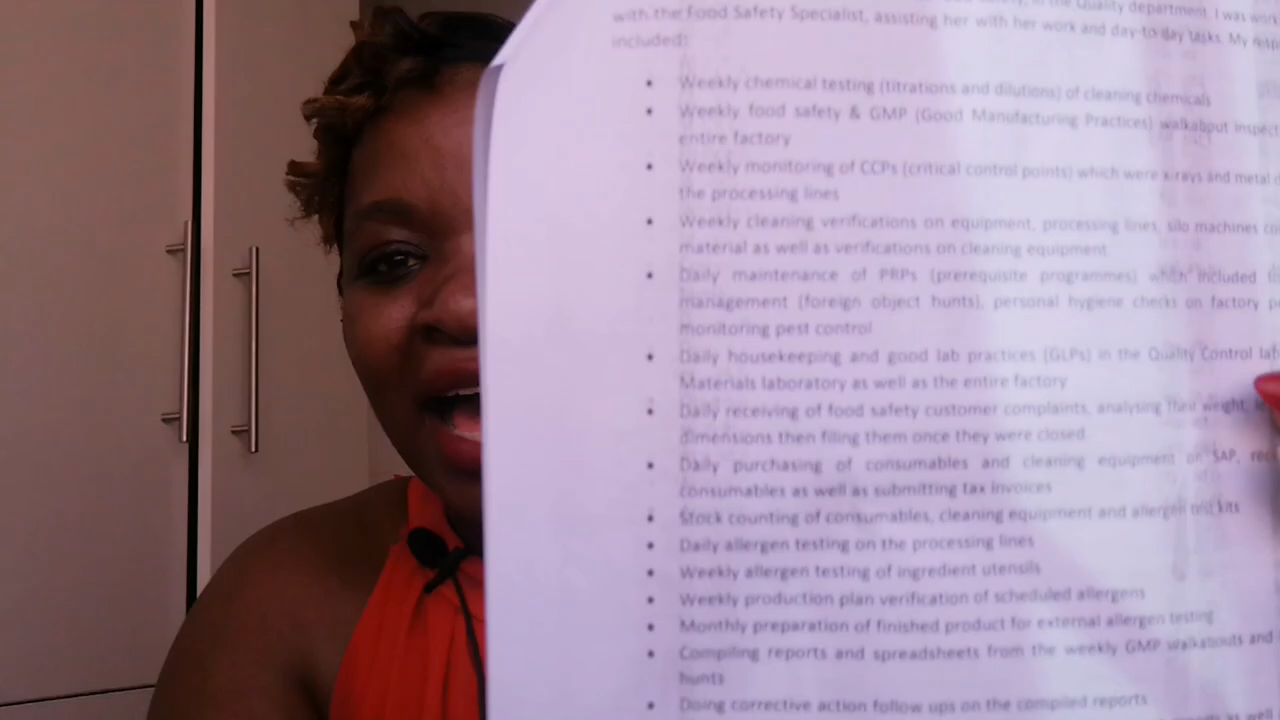 Quality department. I was
with the Food Safety Specialist, assisting her with her work and day-to-day tasks. My
included:
• Weekly chemical testing (titrations and dilutions) of cleaning chemicals
• Weekly food safety & GMP (Good Manufacturing Practices) walkabout
entire factory
• Weekly monitoring of CCPs (critical control points) which were x-rays and metal
the processing lines
• Weekly cleaning verifications on equipment, processing lines, silo machines
material as well as verifications on cleaning equipment
• Daily maintenance of PRPs (prerequisite programmes) which included
management (foreign object hunts), personal hygiene checks on factory
monitoring pest control
• Daily housekeeping and good lab practices (GLPs) in the Quality Control
Materials laboratory as well as the entire factory
• Daily receiving of food safety customer complaints, analysing their weight,
dimensions then filing them once they were closed
• Daily purchasing of consumables and cleaning equipment on SAP,
consumables as well as submitting tax invoices
• Stock counting of consumables, cleaning equipment and allergen test kits
• Daily allergen testing on the processing lines
• Weekly allergen testing of ingredient utensils
• Weekly production plan verification of scheduled allergens
• Monthly preparation of finished product for external allergen testing
• Compiling reports and spreadsheets from the weekly GMP walkabouts and
hunts
• Doing corrective action follow ups on the compiled reports
as well